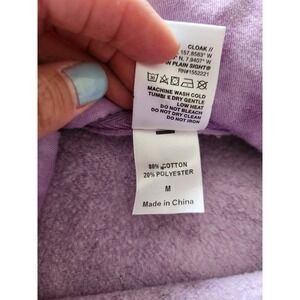 CLOAK //
157.8583° W
° N, 7.9407° W
N PLAIN SIGHT®
RN#1552221
MACHINE WASH COLD
TUMBLE DRY GENTLE
LOW HEAT
DO NOT BLEACH
DO NOT DRY CLEAN
DO NOT IRON
80% COTTON
20% POLYESTER
M
Made in China